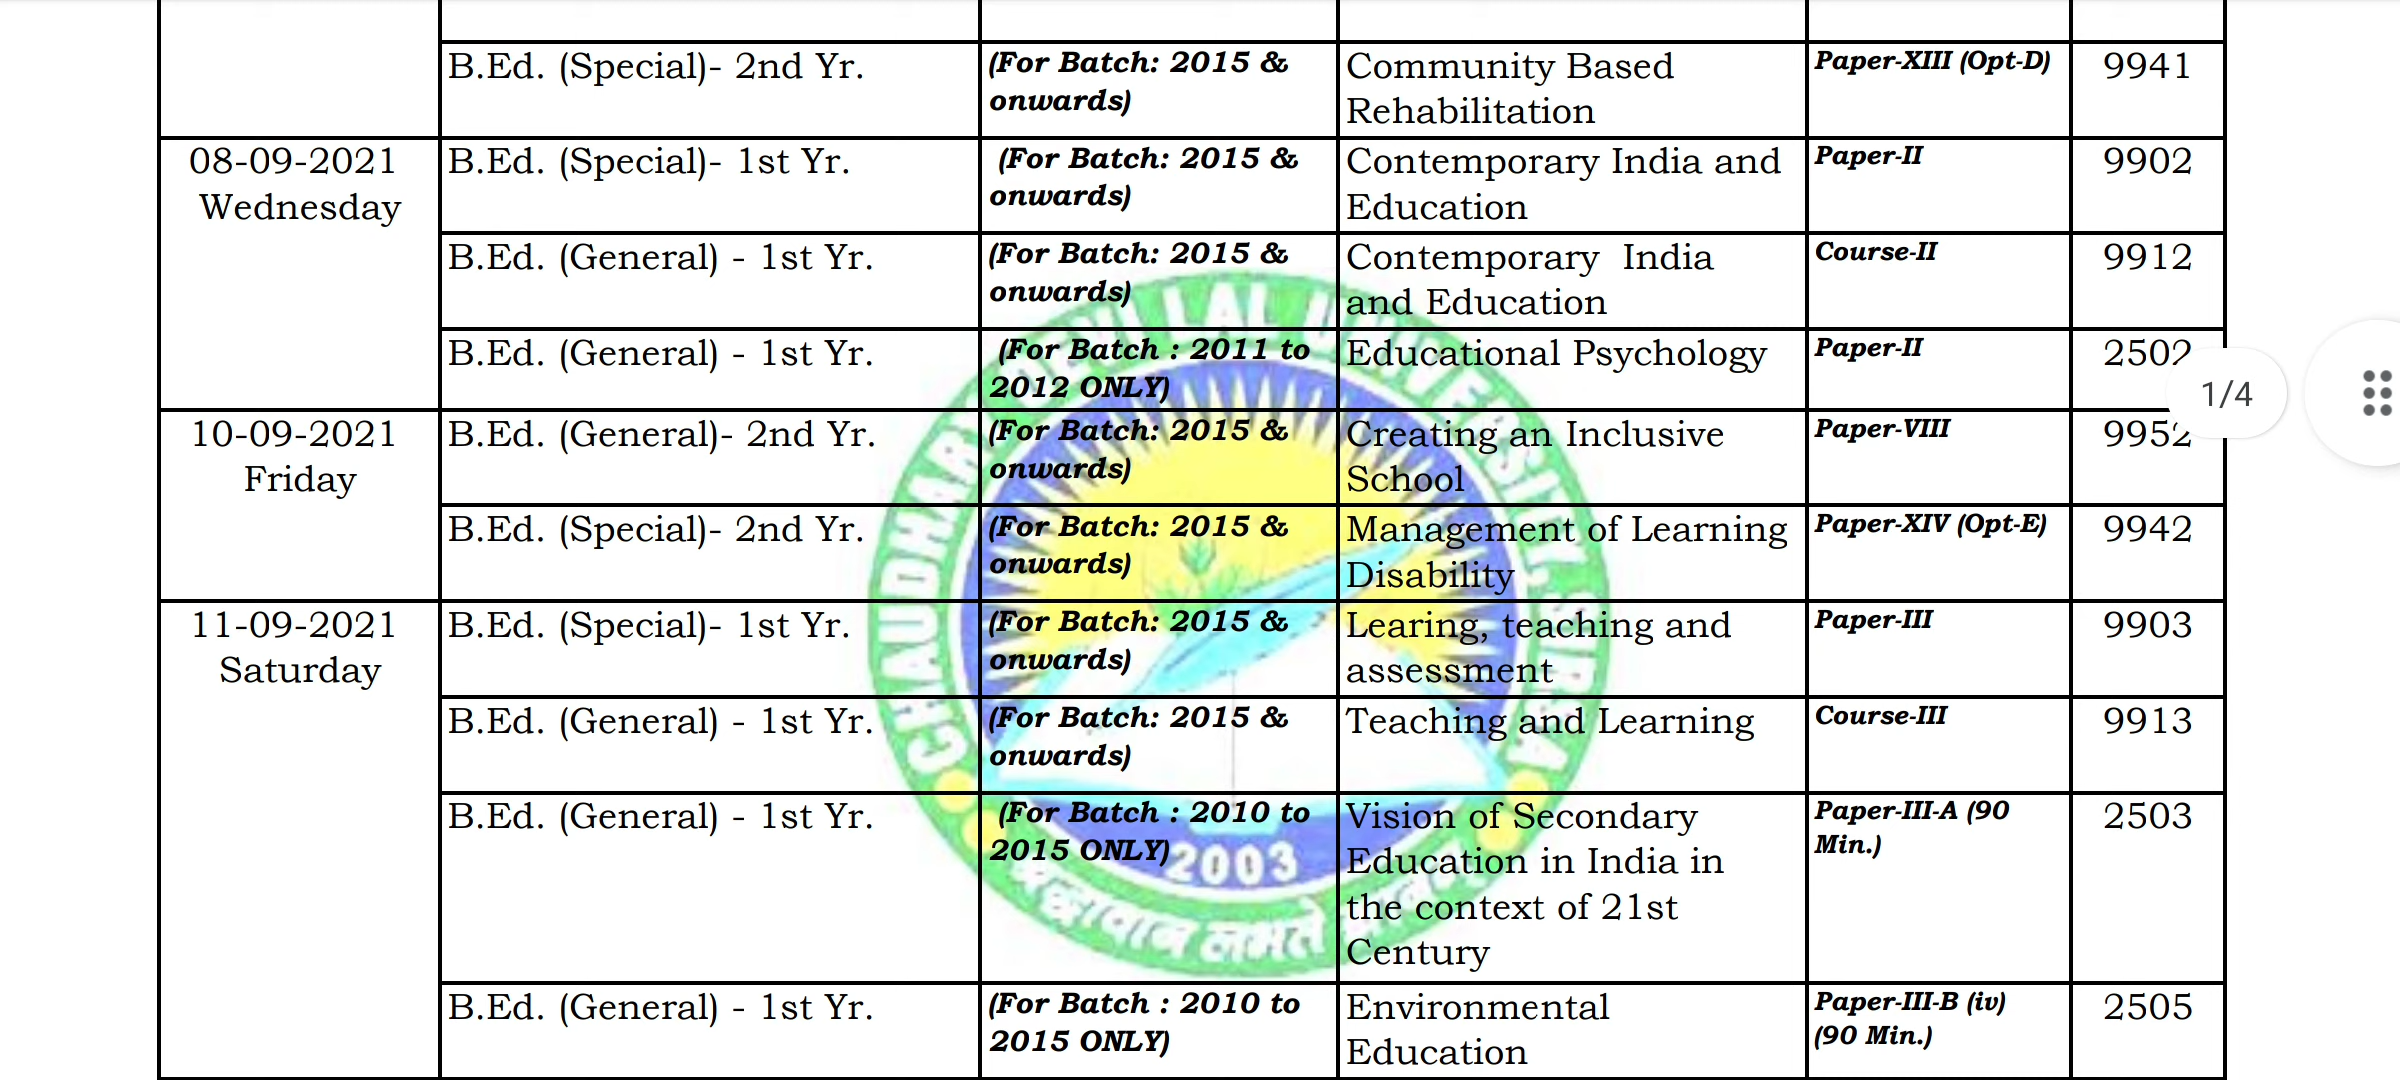 B.Ed. (Special)- 2nd Yr.
(For Batch: 2015 &
onwards)
Community Based
Rehabilitation
Paper-XIII (Opt-D)
9941
08-09-2021
Wednesday
B.Ed. (Special)- 1st Yr.
(For Batch: 2015 &
onwards)
Contemporary India and
Education
Paper-II
9902
B.Ed. (General) - 1st Yr.
(For Batch: 2015 &
onwards)
Contemporary India
and Education
Course-II
9912
B.Ed. (General) - 1st Yr.
(For Batch : 2011 to
2012 ONLY)
Educational Psychology
Paper-II
2502
1/4
10-09-2021
Friday
B.Ed. (General)- 2nd Yr.
(For Batch: 2015 &
onwards)
Creating an Inclusive
School
Paper-VIII
9952
B.Ed. (Special)- 2nd Yr.
(For Batch: 2015 &
onwards)
Management of Learning
Disability
Paper-XIV (Opt-E)
9942
11-09-2021
Saturday
B.Ed. (Special)- 1st Yr.
(For Batch: 2015 &
onwards)
Learing, teaching and
assessment
Paper-III
9903
B.Ed. (General) - 1st Yr.
(For Batch: 2015 &
onwards)
Teaching and Learning
Course-III
9913
B.Ed. (General) - 1st Yr.
(For Batch : 2010 to
2015 ONLY)
Vision of Secondary
Education in India in
the context of 21st
Century
Paper-III-A (90
Min.)
2503
B.Ed. (General) - 1st Yr.
(For Batch : 2010 to
2015 ONLY)
Environmental
Education
Paper-III-B (iv)
(90 Min.)
2505
CHAUDHARY DEVI LAL UNIVERSITY, SIRSA
2003